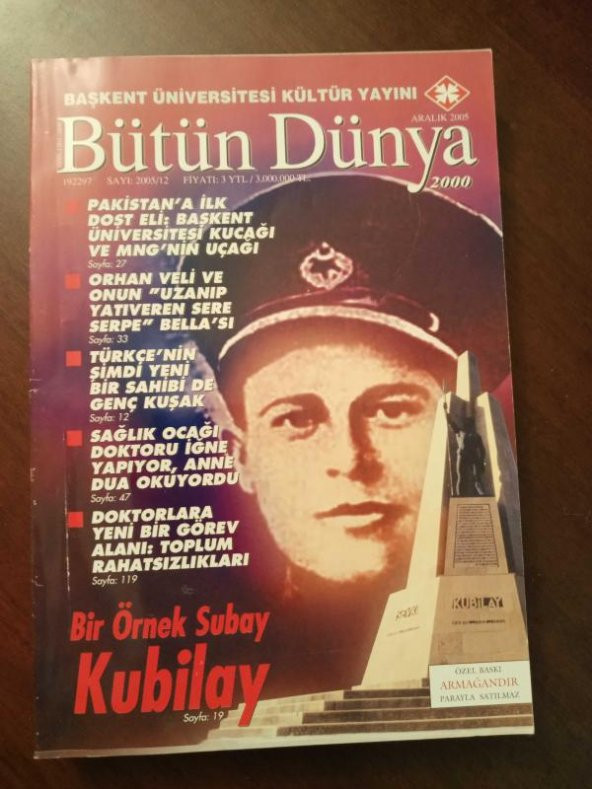 BAŞKENT ÜNİVERSİTESİ KÜLTÜR YAYINI
ARALIK 2005
Bütün Dünya
2000
192297 SAYI: 2005/12 FİYATI: 3 YTL / 3.000.000 TL.
PAKİSTAN'A İLK
DOST ELİ: BAŞKENT
ÜNİVERSİTESİ KUCAĞI
VE MNG'NİN UÇAĞI
Sayfa: 27
ORHAN VELİ VE
ONUN "UZANIP
YATIVEREN SERE
SERPE" BELLA'SI
Sayfa: 33
TÜRKÇE'NİN
ŞİMDİ YENİ
BİR SAHİBİ DE
GENÇ KUŞAK
Sayfa: 12
SAĞLIK OCAĞI
DOKTORU İĞNE
YAPIYOR, ANNE
DUA OKUYORDU
Sayfa: 47
DOKTORLARA
YENİ BİR GÖREV
ALANI: TOPLUM
RAHATSIZLIKLARI
Sayfa: 119
Bir Örnek Subay
Kubilay
Sayfa: 19
KUBİLAY
ÖZEL BASKI
ARMAĞANDIR
PARAYLA SATILMAZ